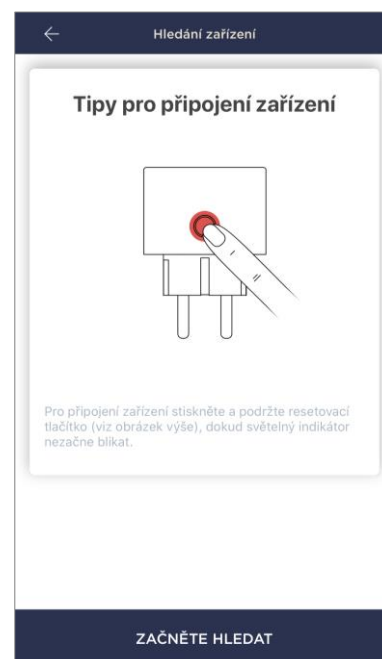 Hledání zařízení
Tipy pro připojení zařízení
Pro připojení zařízení stiskněte a podržte resetovací
tlačítko (viz obrázek výše), dokud světelný indikátor
nezačne blikat.
ZAČNĚTE HLEDAT